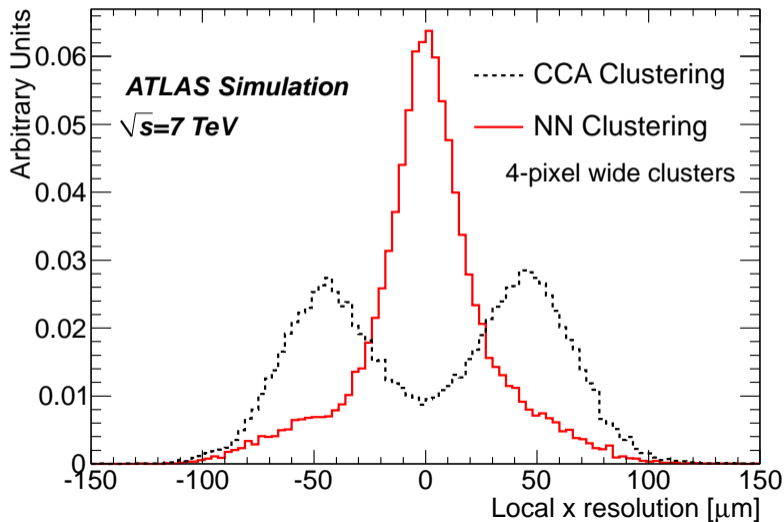 Arbitrary Units
0.06
0.05
0.04
0.03
0.02
0.01
0
ATLAS Simulation
√s=7 TeV
CCA Clustering
NN Clustering
4-pixel wide clusters
-150 -100 -50 0 50 100 150
Local x resolution [μm]